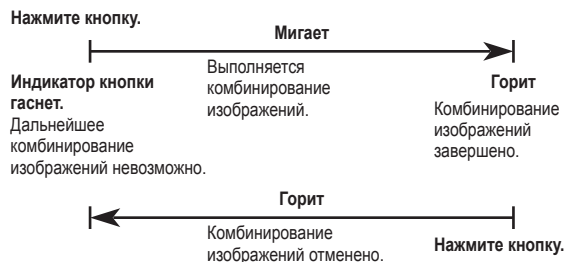 Нажмите кнопку.
Мигает
Выполняется
комбинирование
изображений.
Индикатор кнопки
гаснет.
Дальнейшее
комбинирование
изображений невозможно.
Горит
Комбинирование
изображений
завершено.
Горит
Комбинирование
изображений отменено.
Нажмите кнопку.